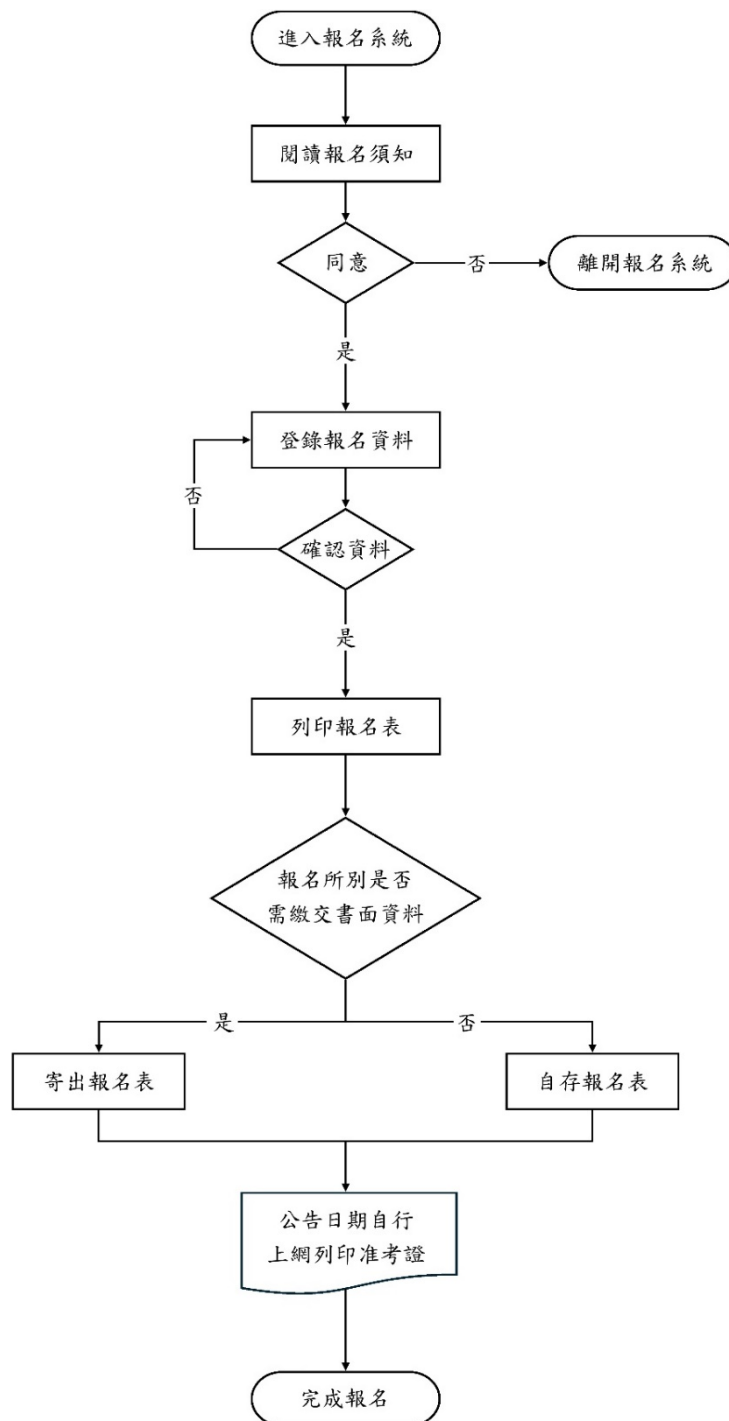 進入報名系統
閱讀報名須知
同意
否
離開報名系統
是
登錄報名資料
否
確認資料
是
列印報名表
報名所別是否
需繳交書面資料
是
否
寄出報名表
自存報名表
公告日期自行
上網列印准考證
完成報名